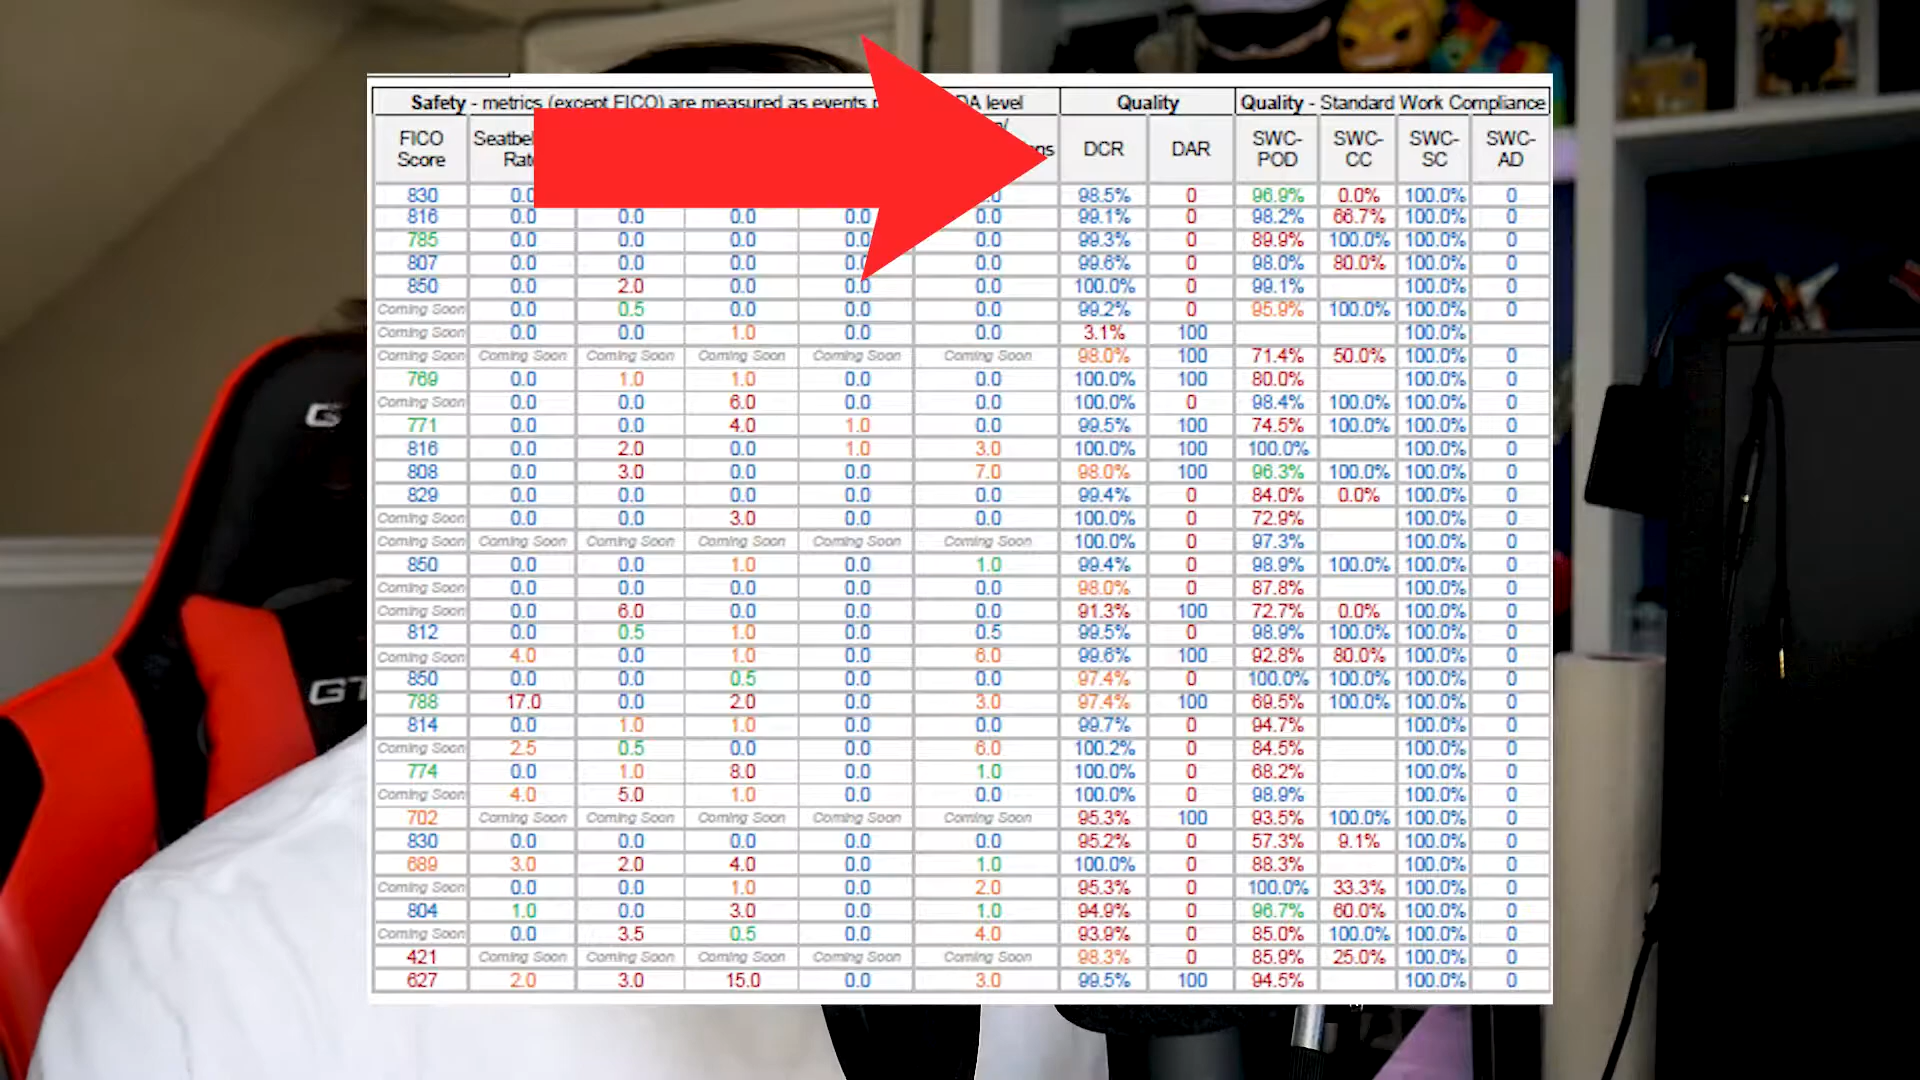 Safety - metrics (except FICO) are measured as events DA level Quality Quality - Standard Work Compliance
FICO Score DCR DAR SWC-POD SWC-CC SWC-SC SWC-AD
830 98.5% 0 96.9% 0.0% 100.0% 0
816 0.0 0.0 0.0 0.0 0.0 99.1% 0 98.2% 66.7% 100.0% 0
785 0.0 0.0 0.0 0.0 0.0 99.3% 0 89.9% 100.0% 100.0% 0
807 0.0 0.0 0.0 0.0 0.0 99.6% 0 98.0% 80.0% 100.0% 0
850 0.0 2.0 0.0 0.0 0.0 100.0% 0 99.1% 100.0% 0
Coming Soon 0.0 0.5 0.0 0.0 0.0 99.2% 0 95.9% 100.0% 100.0% 0
Coming Soon 0.0 0.0 1.0 0.0 0.0 3.1% 100 100.0% 0
Coming Soon Coming Soon Coming Soon Coming Soon Coming Soon Coming Soon 98.0% 100 71.4% 50.0% 100.0% 0
769 0.0 1.0 1.0 0.0 0.0 100.0% 100 80.0% 100.0% 0
Coming Soon 0.0 0.0 6.0 0.0 0.0 100.0% 0 98.4% 100.0% 100.0% 0
771 0.0 0.0 4.0 1.0 0.0 99.5% 100 74.5% 100.0% 100.0% 0
816 0.0 2.0 0.0 1.0 3.0 100.0% 100 100.0% 100.0% 0
808 0.0 3.0 0.0 0.0 7.0 98.0% 100 96.3% 100.0% 100.0% 0
829 0.0 0.0 0.0 0.0 0.0 99.4% 0 84.0% 0.0% 100.0% 0
Coming Soon 0.0 0.0 3.0 0.0 0.0 100.0% 0 72.9% 100.0% 0
Coming Soon Coming Soon Coming Soon Coming Soon Coming Soon Coming Soon 100.0% 0 97.3% 100.0% 0
850 0.0 0.0 1.0 0.0 1.0 99.4% 0 98.9% 100.0% 100.0% 0
Coming Soon 0.0 0.0 0.0 0.0 0.0 98.0% 0 87.8% 100.0% 0
Coming Soon 0.0 6.0 0.0 0.0 0.0 91.3% 100 72.7% 0.0% 100.0% 0
812 0.0 0.5 1.0 0.0 0.5 99.5% 0 98.9% 100.0% 100.0% 0
Coming Soon 4.0 0.0 1.0 0.0 6.0 99.6% 100 92.8% 80.0% 100.0% 0
850 0.0 0.0 0.5 0.0 0.0 97.4% 0 100.0% 100.0% 100.0% 0
788 17.0 0.0 2.0 0.0 3.0 97.4% 100 69.5% 100.0% 100.0% 0
814 0.0 1.0 1.0 0.0 0.0 99.7% 0 94.7% 100.0% 0
Coming Soon 2.5 0.5 0.0 0.0 6.0 100.2% 0 84.5% 100.0% 0
774 0.0 1.0 8.0 0.0 1.0 100.0% 0 68.2% 100.0% 0
Coming Soon 4.0 5.0 1.0 0.0 0.0 100.0% 0 98.9% 100.0% 0
702 Coming Soon Coming Soon Coming Soon Coming Soon Coming Soon 95.3% 100 93.5% 100.0% 100.0% 0
830 0.0 0.0 0.0 0.0 0.0 95.2% 0 57.3% 9.1% 100.0% 0
689 3.0 2.0 4.0 0.0 1.0 100.0% 0 88.3% 100.0% 0
Coming Soon 0.0 0.0 1.0 0.0 2.0 95.3% 0 100.0% 33.3% 100.0% 0
804 1.0 0.0 3.0 0.0 1.0 94.9% 0 96.7% 60.0% 100.0% 0
Coming Soon 0.0 3.5 0.5 0.0 4.0 93.9% 0 85.0% 100.0% 100.0% 0
421 Coming Soon Coming Soon Coming Soon Coming Soon Coming Soon 98.3% 0 85.9% 25.0% 100.0% 0
627 2.0 3.0 15.0 0.0 3.0 99.5% 100 94.5% 100.0% 0